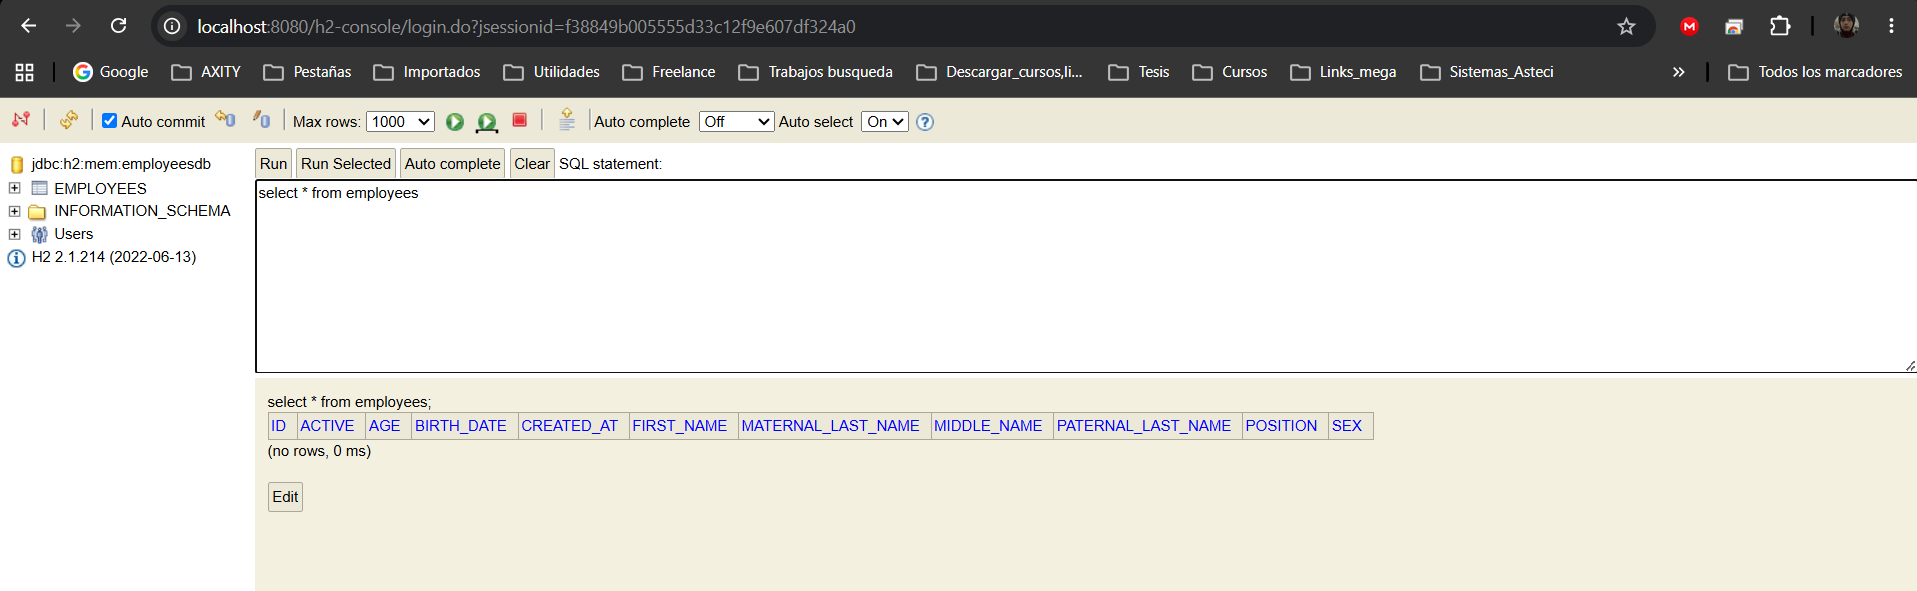 localhost:8080/h2-console/login.do?jsessionid=f38849b005555d33c12f9e607df324a0
Google AXITY Pestañas Importados Utilidades Freelance Trabajos busqueda Descargar_cursos,li... Tesis Cursos Links_mega Sistemas_Asteci » Todos los marcadores
Auto commit Max rows: 1000 Auto complete Off Auto select On
jdbc:h2:mem:employeesdb
EMPLOYEES
INFORMATION_SCHEMA
Users
H2 2.1.214 (2022-06-13)
Run Run Selected Auto complete Clear SQL statement:
select * from employees
select * from employees;
ID ACTIVE AGE BIRTH_DATE CREATED_AT FIRST_NAME MATERNAL_LAST_NAME MIDDLE_NAME PATERNAL_LAST_NAME POSITION SEX
(no rows, 0 ms)
Edit